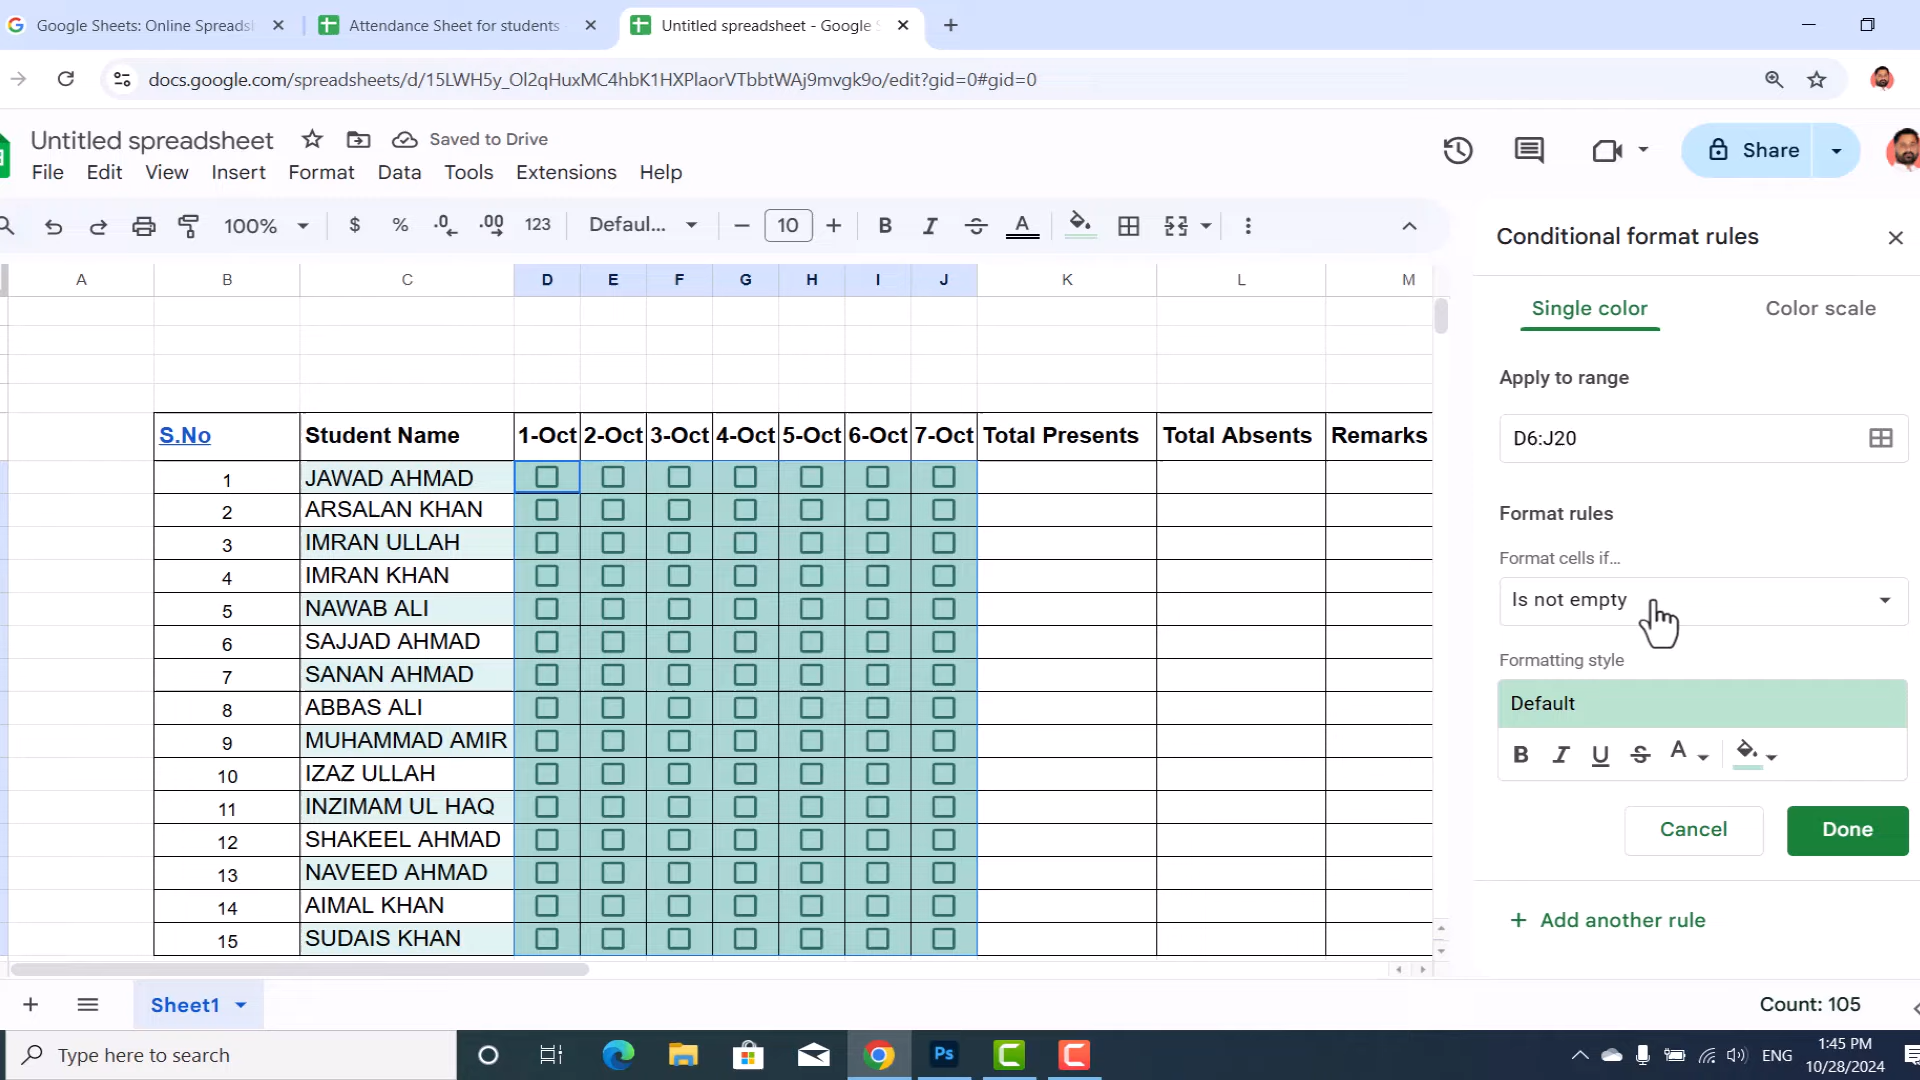 Google Sheets: Online Spreads
Attendance Sheet for students
Untitled spreadsheet - Google S
docs.google.com/spreadsheets/d/15LWH5y_Ol2qHuxMC4hbK1HXPlaorVTbbtWAj9mvgk9o/edit?gid=0#gid=0
Untitled spreadsheet
Saved to Drive
Share
File Edit View Insert Format Data Tools Extensions Help
100% $ % .0 .00 123 Defaul... 10 B I S A
Conditional format rules
A B C D E F G H I J K L M
Single color
Color scale
Apply to range
D6:J20
S.No Student Name 1-Oct 2-Oct 3-Oct 4-Oct 5-Oct 6-Oct 7-Oct Total Presents Total Absents Remarks
1 JAWAD AHMAD
2 ARSALAN KHAN
3 IMRAN ULLAH
4 IMRAN KHAN
5 NAWAB ALI
6 SAJJAD AHMAD
7 SANAN AHMAD
8 ABBAS ALI
9 MUHAMMAD AMIR
10 IZAZ ULLAH
11 INZIMAM UL HAQ
12 SHAKEEL AHMAD
13 NAVEED AHMAD
14 AIMAL KHAN
15 SUDAIS KHAN
Format rules
Format cells if...
Is not empty
Formatting style
Default
B I U S A
Cancel
Done
+ Add another rule
Sheet1
Count: 105
Type here to search
Ps
ENG
1:45 PM
10/28/2024